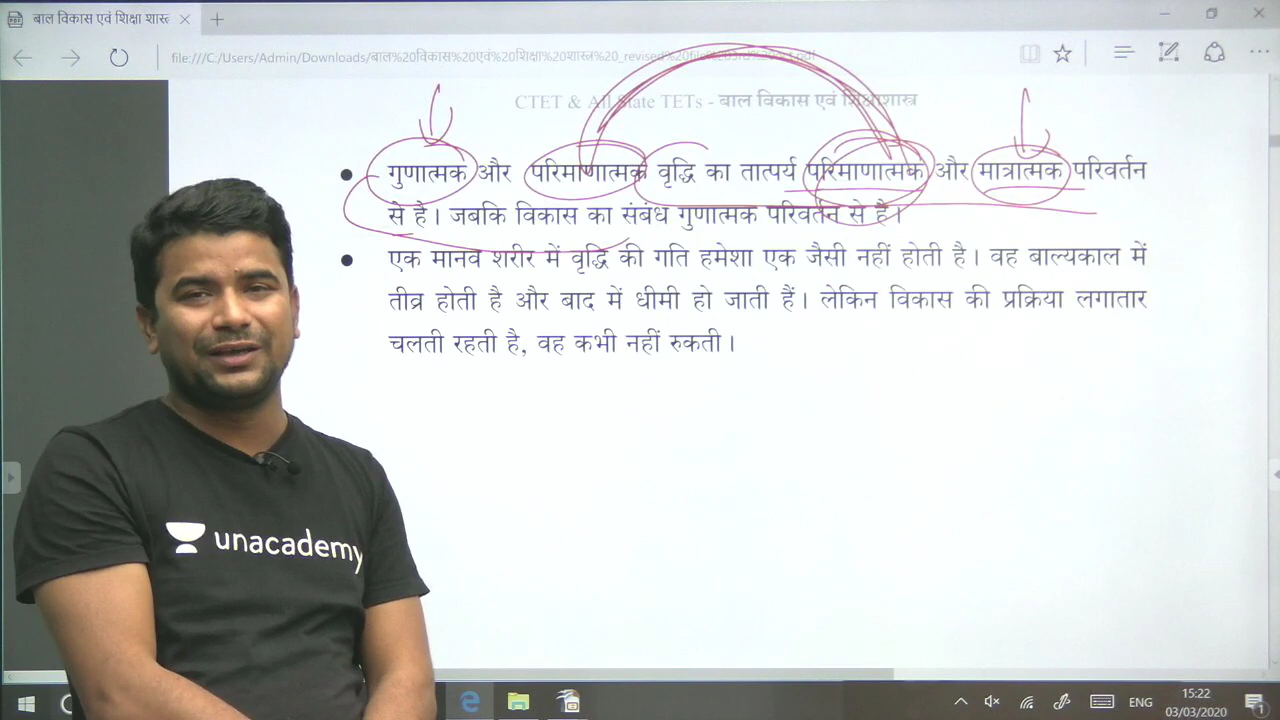 बाल विकास एवं शिक्षा शास्त्र
file:///C:/Users/Admin/Downloads/बाल%20विकास%20एवं%20शिक्षा%20शास्त्र%20_revised%20file
CTET & All State TETs - बाल विकास एवं शिक्षाशास्त्र
• गुणात्मक और परिमाणात्मक वृद्धि का तात्पर्य परिमाणात्मक और मात्रात्मक परिवर्तन
से है। जबकि विकास का संबंध गुणात्मक परिवर्तन से है।
• एक मानव शरीर में वृद्धि की गति हमेशा एक जैसी नहीं होती है। वह बाल्यकाल में
तीव्र होती है और बाद में धीमी हो जाती हैं। लेकिन विकास की प्रक्रिया लगातार
चलती रहती है, वह कभी नहीं रुकती।
unacademy
ENG
15:22
03/03/2020
1